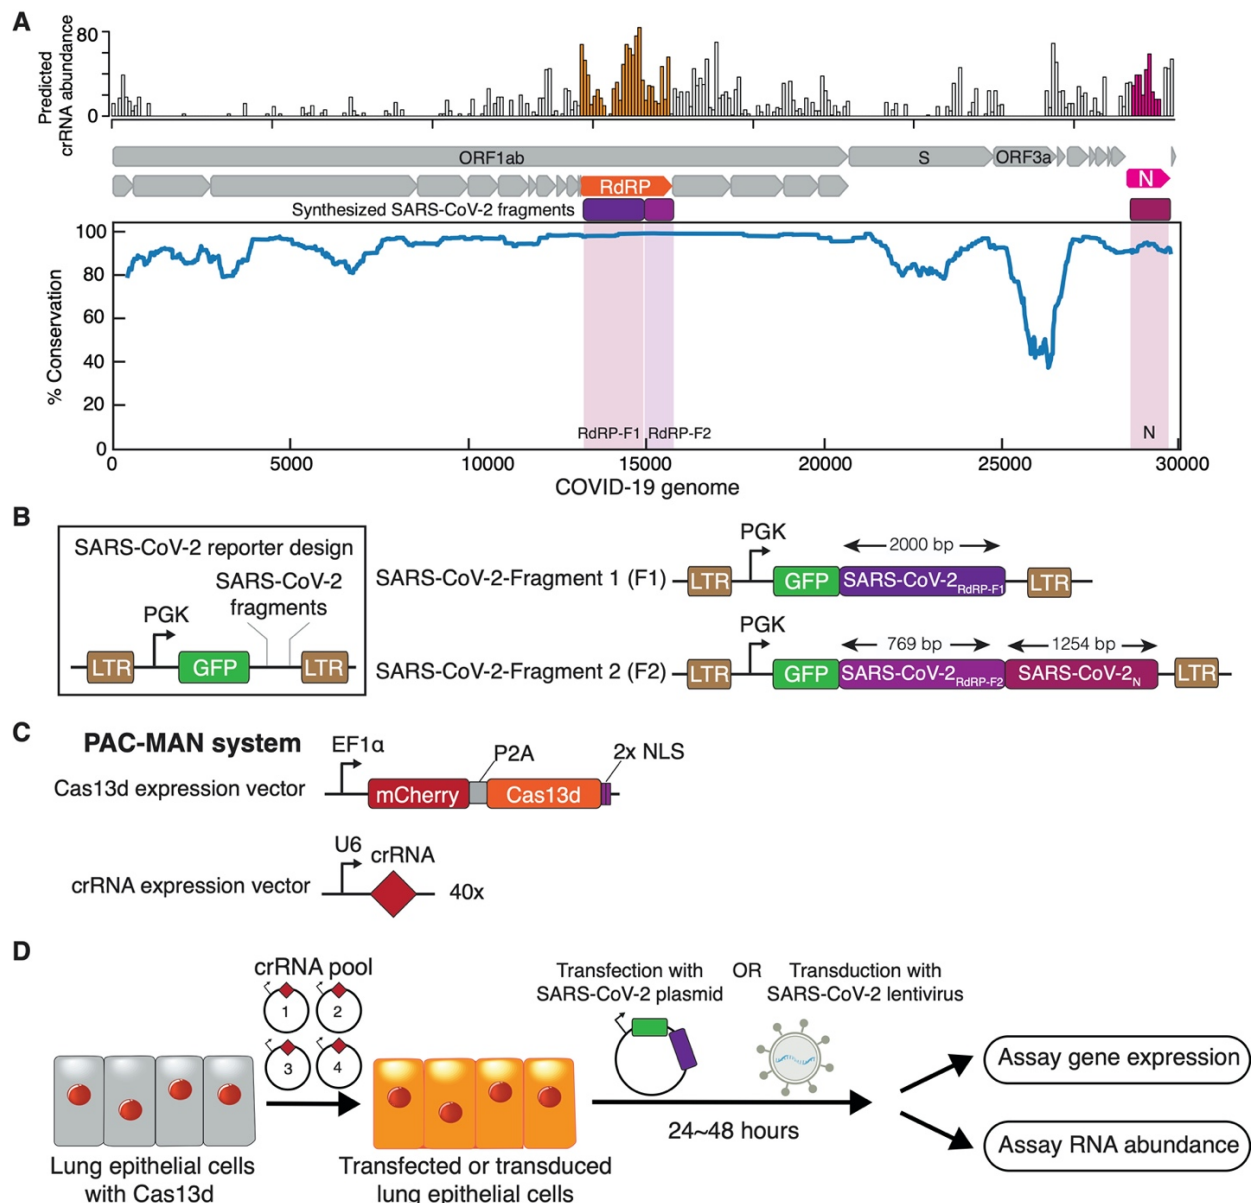 A
Predicted
crRNA abundance
80
0
ORF1ab
S
ORF3a
RdRP
N
Synthesized SARS-CoV-2 fragments
% Conservation
100
80
60
40
20
0
RdRP-F1
RdRP-F2
N
0
5000
10000
15000
20000
25000
30000
COVID-19 genome
B
SARS-CoV-2 reporter design
SARS-CoV-2
fragments
PGK
LTR
GFP
LTR
SARS-CoV-2-Fragment 1 (F1)
PGK
2000 bp
LTR
GFP
SARS-CoV-2RdRP-F1
LTR
SARS-CoV-2-Fragment 2 (F2)
PGK
769 bp
1254 bp
LTR
GFP
SARS-CoV-2RdRP-F2
SARS-CoV-2N
LTR
C
PAC-MAN system
Cas13d expression vector
EF1α
P2A
2x NLS
mCherry
Cas13d
crRNA expression vector
U6
crRNA
40x
D
crRNA pool
1
2
3
4
Lung epithelial cells
with Cas13d
Transfected or transduced
lung epithelial cells
Transfection with
SARS-CoV-2 plasmid
OR
Transduction with
SARS-CoV-2 lentivirus
24~48 hours
Assay gene expression
Assay RNA abundance